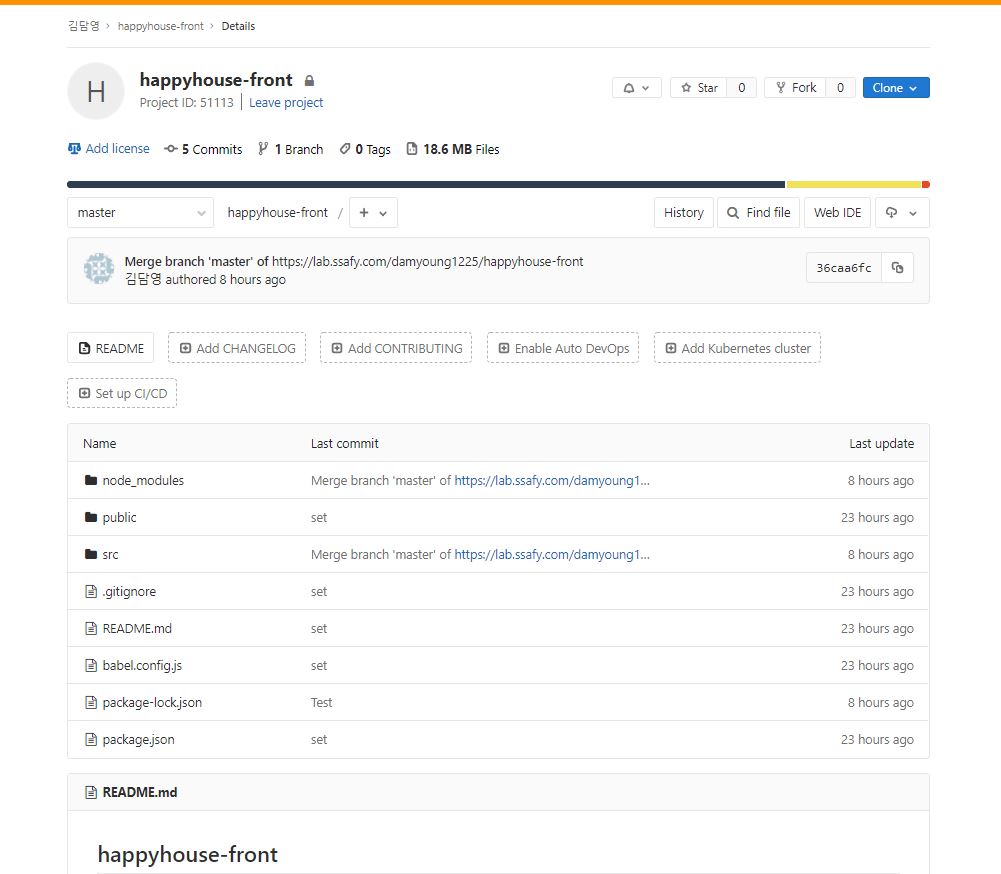 김담영 › happyhouse-front › Details
H
happyhouse-front
Project ID: 51113 | Leave project
Star 0 Fork 0 Clone
Add license 5 Commits 1 Branch 0 Tags 18.6 MB Files
master happyhouse-front / + History Find file Web IDE
Merge branch 'master' of https://lab.ssafy.com/damyoung1225/happyhouse-front
김담영 authored 8 hours ago
36caa6fc
README Add CHANGELOG Add CONTRIBUTING Enable Auto DevOps Add Kubernetes cluster
Set up CI/CD
Name Last commit Last update
node_modules Merge branch 'master' of https://lab.ssafy.com/damyoung1... 8 hours ago
public set 23 hours ago
src Merge branch 'master' of https://lab.ssafy.com/damyoung1... 8 hours ago
.gitignore set 23 hours ago
README.md set 23 hours ago
babel.config.js set 23 hours ago
package-lock.json Test 8 hours ago
package.json set 23 hours ago
README.md
happyhouse-front